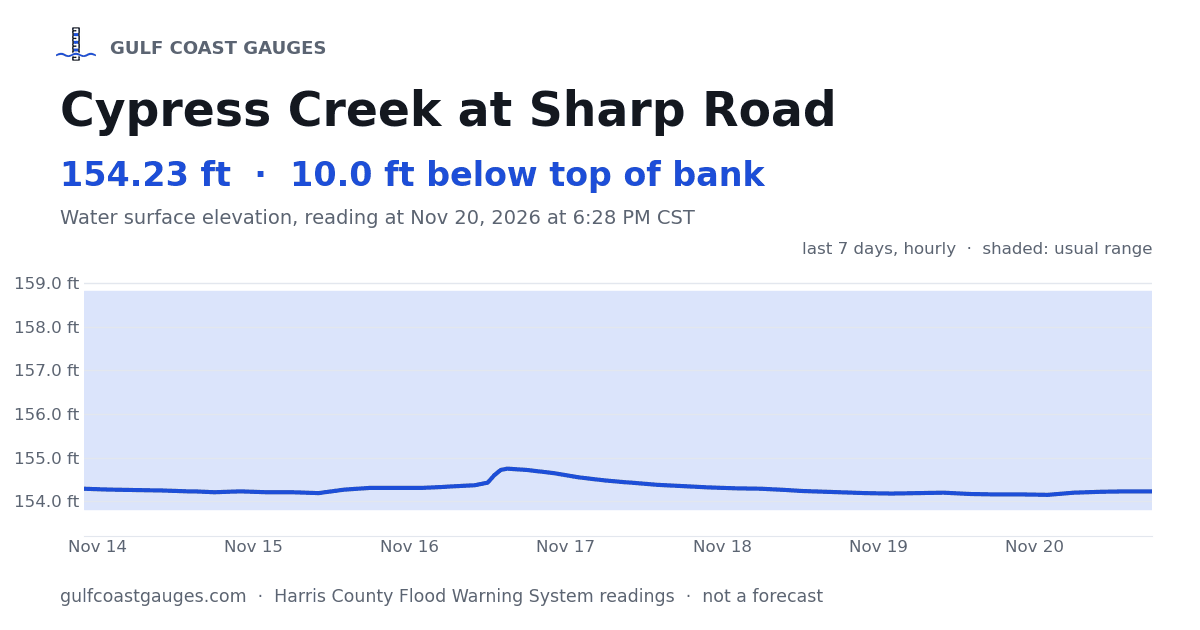 GULF COAST GAUGES
Cypress Creek at Sharp Road
154.23 ft · 10.0 ft below top of bank
Water surface elevation, reading at Nov 20, 2026 at 6:28 PM CST
last 7 days, hourly · shaded: usual range
159.0 ft
158.0 ft
157.0 ft
156.0 ft
155.0 ft
154.0 ft
Nov 14 Nov 15 Nov 16 Nov 17 Nov 18 Nov 19 Nov 20
gulfcoastgauges.com · Harris County Flood Warning System readings · not a forecast